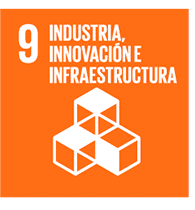 9 INDUSTRIA,
INNOVACIÓN E
INFRAESTRUCTURA